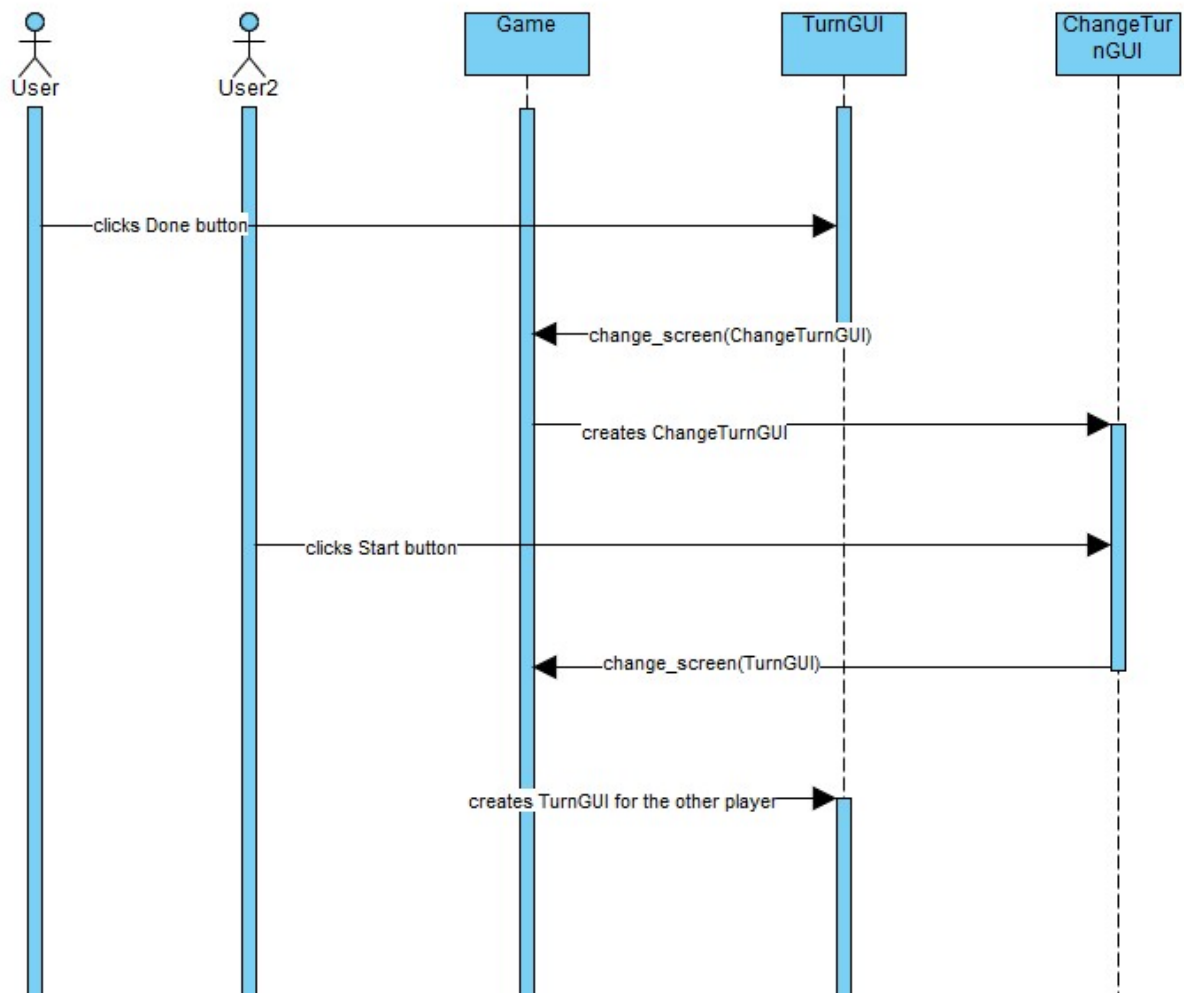 User
User2
Game
TurnGUI
ChangeTur
nGUI
clicks Done button
change_screen(ChangeTurnGUI)
creates ChangeTurnGUI
clicks Start button
change_screen(TurnGUI)
creates TurnGUI for the other player